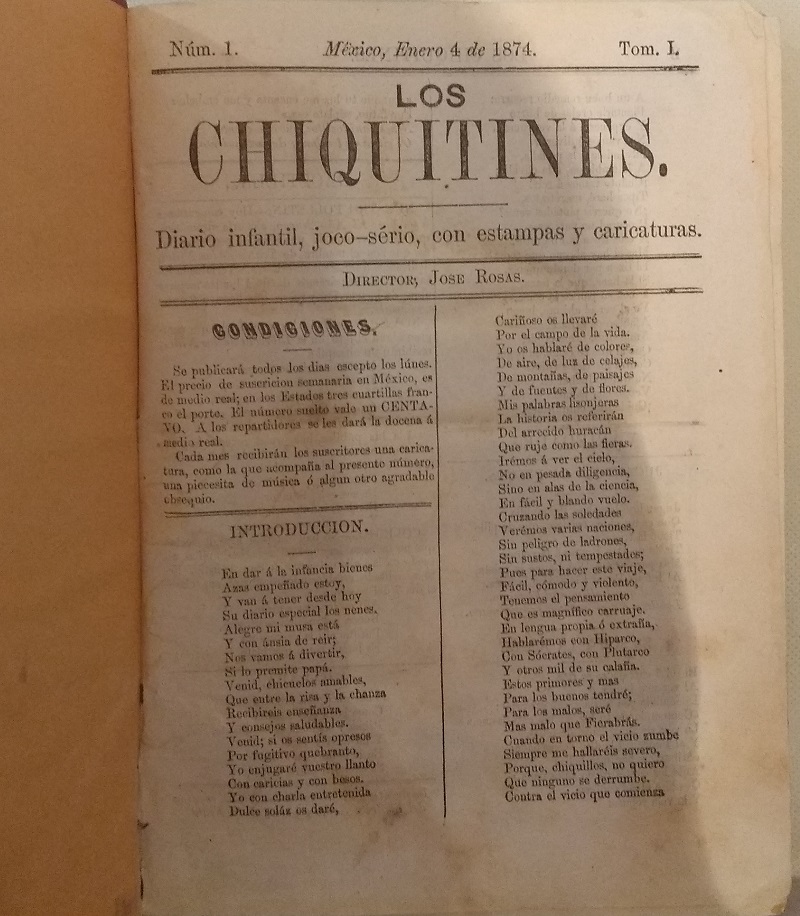 Núm. 1. México, Enero 4 de 1874. Tom. I.
LOS
CHIQUITINES.
Diario infantil, joco-sério, con estampas y caricaturas.
Director, Jose Rosas.
CONDICIONES.
Se publicará todos los dias escepto los lúnes.
El precio de suscricion semanaria en México, es
de medio real; en los Estados tres cuartillas fran-
co el porte. El número suelto vale un CENTA-
VO. A los repartidores se les dará la docena á
medio real.
Cada mes recibirán los suscritores una carica-
tura, como la que acompaña al presente número,
una piecesita de música ó algun otro agradable
obsequio.
INTRODUCCION.
En dar á la infancia bienes
Azas empeñado estoy,
Y van á tener desde hoy
Su diario especial los nenes.
Alegre mi musa está
Y con ánsia de reir;
Nos vamos á divertir,
Si lo premite papá.
Venid, chicuelos amables,
Que entre la risa y la chanza
Recibireis enseñanza
Y consejos saludables.
Venid; si os sentís opresos
Por fugitivo quebranto,
Yo enjugaré vuestro llanto
Con caricias y con besos.
Yo con charla entretenida
Dulce soláz os daré,
Cariñoso os llevaré
Por el campo de la vida.
Yo os hablaré de colores,
De aire, de luz de celajes,
De montañas, de paisajes
Y de fuentes y de flores.
Mis palabras lisonjeras
La historia os referirán
Del arrecido huracán
Que ruje como las fieras.
Irémos á ver el cielo,
No en pesada diligencia,
Sino en alas de la ciencia,
En fácil y blando vuelo.
Cruzando las soledades
Verémos varias naciones,
Sin peligro de ladrones,
Sin sustos, ni tempestades;
Pues para hacer este viaje,
Fácil, cómodo y violento,
Tenemos el pensamiento
Que es magnífico carruaje.
En lengua propia ó extraña,
Hablarémos con Hiparco,
Con Sócrates, con Plutarco
Y otros mil de su calaña.
Estos primores y mas
Para los buenos tendré;
Para los malos, seré
Mas malo que Fierabrás.
Cuando en torno el vicio zumbe
Siempre me hallaréis severo,
Porque, chiquillos, no quiero
Que ninguno se derrumbe.
Contra el vicio que comienza